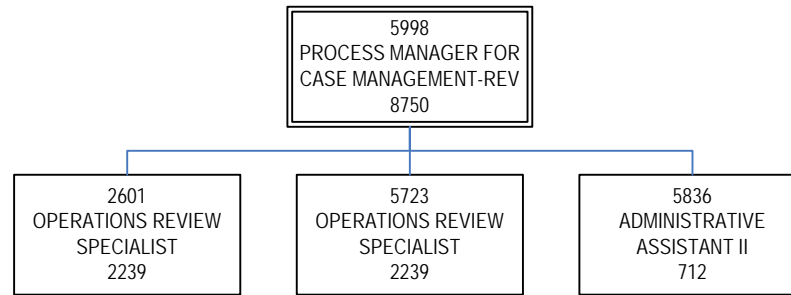 5998
PROCESS MANAGER FOR
CASE MANAGEMENT-REV
8750
2601
OPERATIONS REVIEW
SPECIALIST
2239
5723
OPERATIONS REVIEW
SPECIALIST
2239
5836
ADMINISTRATIVE
ASSISTANT II
712